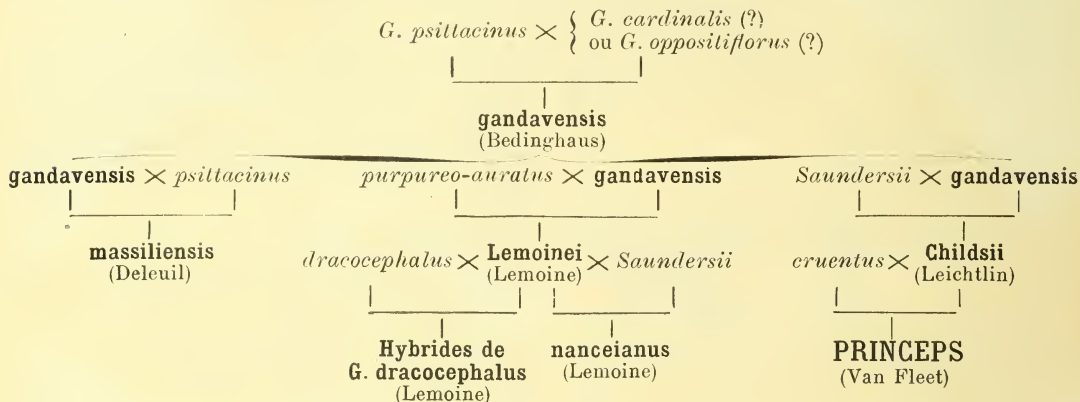 G. psittacinus × { G. cardinalis (?)
ou G. oppositiflorus (?)
gandavensis
(Bedinghaus)
gandavensis × psittacinus
purpureo-auratus × gandavensis
Saundersii × gandavensis
massiliensis
(Deleuil)
dracocephalus × Lemoinei × Saundersii
(Lemoine)
cruentus × Childsii
(Leichtlin)
Hybrides de
G. dracocephalus
(Lemoine)
nanceianus
(Lemoine)
PRINCEPS
(Van Fleet)